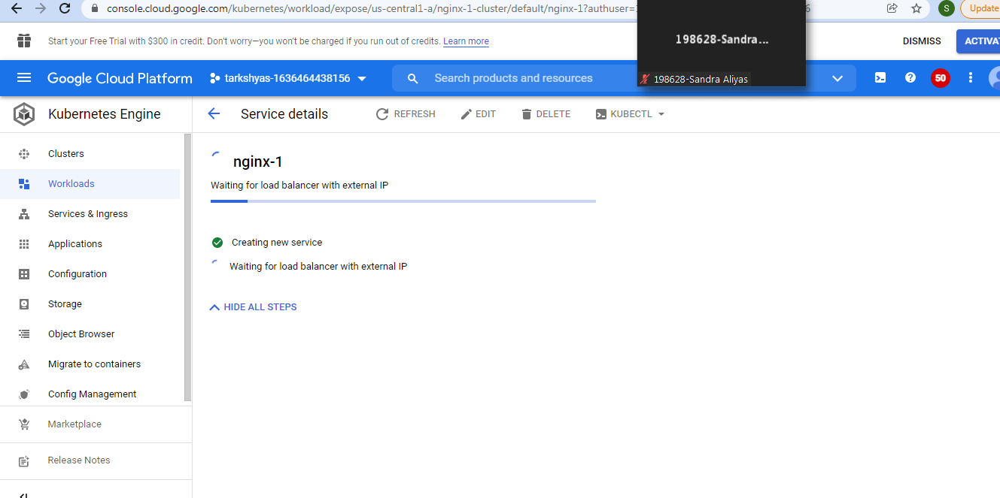 console.cloud.google.com/kubernetes/workload/expose/us-central1-a/nginx-1-cluster/default/nginx-1?authuser=
6
S
Update
198628-Sandra...
198628-Sandra Aliyas
Start your Free Trial with $300 in credit. Don't worry—you won't be charged if you run out of credits. Learn more
DISMISS
ACTIVAT
Google Cloud Platform
tarkshyas-1636464438156
Search products and resources
50
Kubernetes Engine
Service details
REFRESH
EDIT
DELETE
KUBECTL
Clusters
Workloads
Services & Ingress
Applications
Configuration
Storage
Object Browser
Migrate to containers
Config Management
Marketplace
Release Notes
nginx-1
Waiting for load balancer with external IP
Creating new service
Waiting for load balancer with external IP
HIDE ALL STEPS